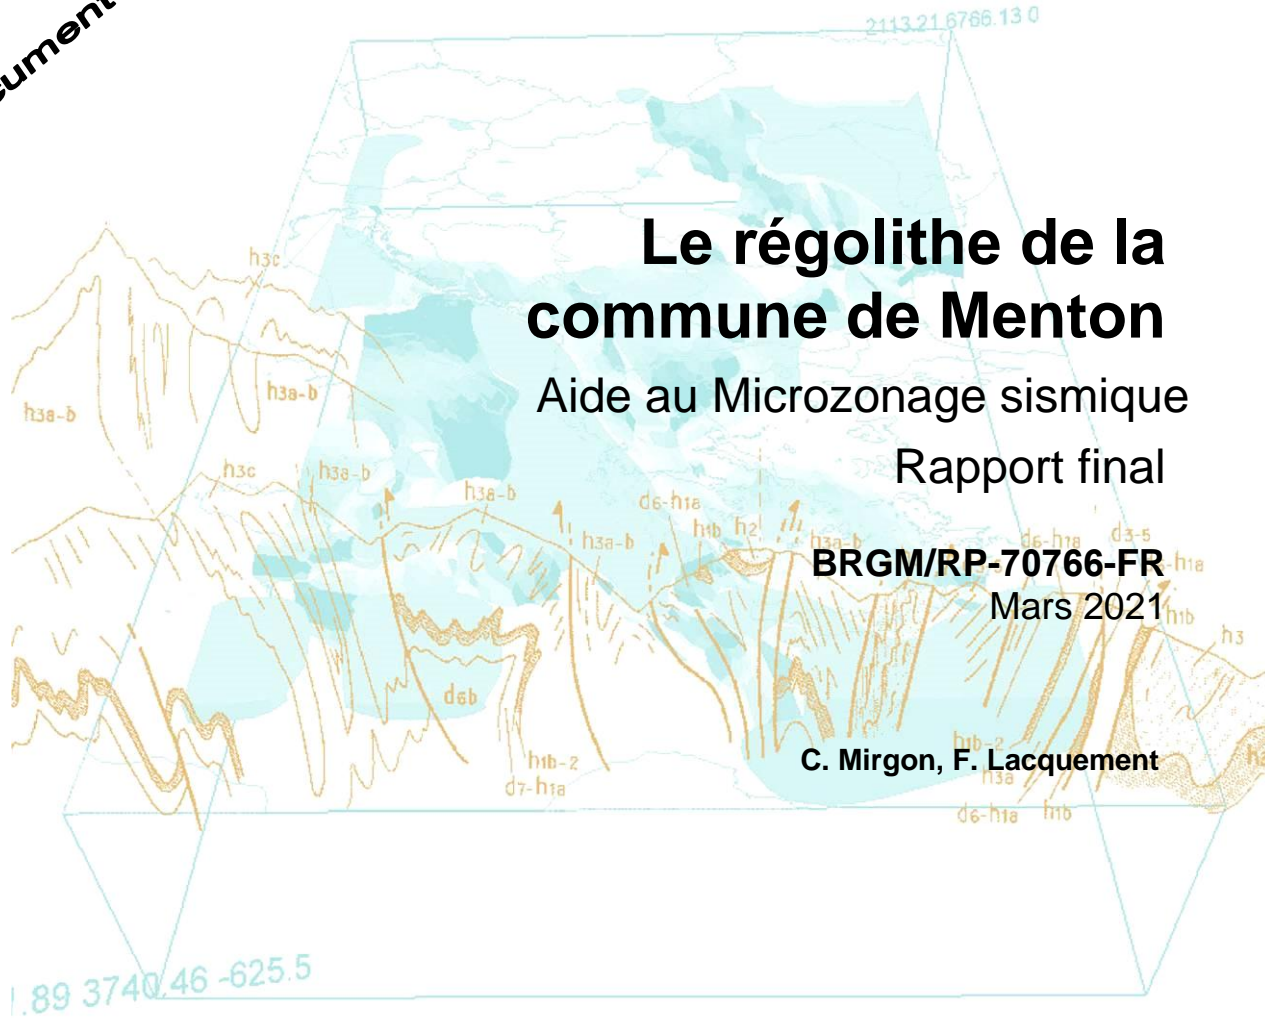 2113.21.6766.13 0
Le régolithe de la
commune de Menton
Aide au Microzonage sismique
Rapport final
BRGM/RP-70766-FR
Mars 2021
C. Mirgon, F. Lacquement
h3c
h3a-b
h3a-b
h3c
h3a-b
h3a-b
h3a-b
d6-h1a
h1b
h2
h3a-b
d6-h1a
d3-5
h1b
h3
d6b
h1b-2
d7-h1a
h1b-2
h3a
d6-h1a
h1b
.89 3740.46 -625.5